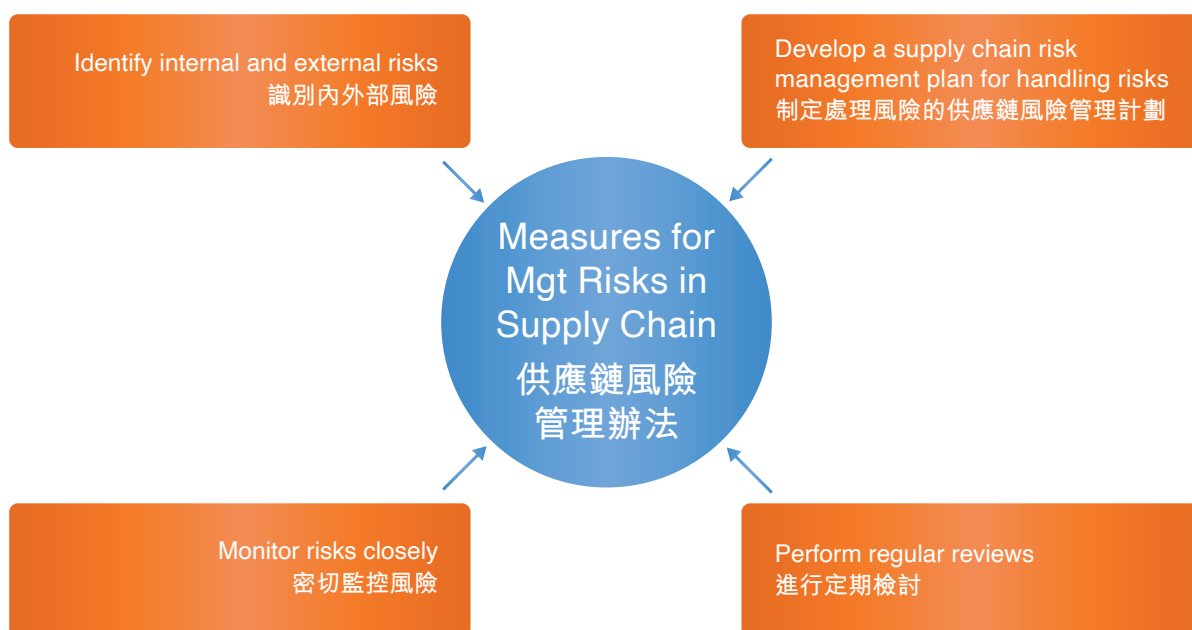 Identify internal and external risks
識別內外部風險
Develop a supply chain risk
management plan for handling risks
制定處理風險的供應鏈風險管理計劃
Measures for
Mgt Risks in
Supply Chain
供應鏈風險
管理辦法
Monitor risks closely
密切監控風險
Perform regular reviews
進行定期檢討